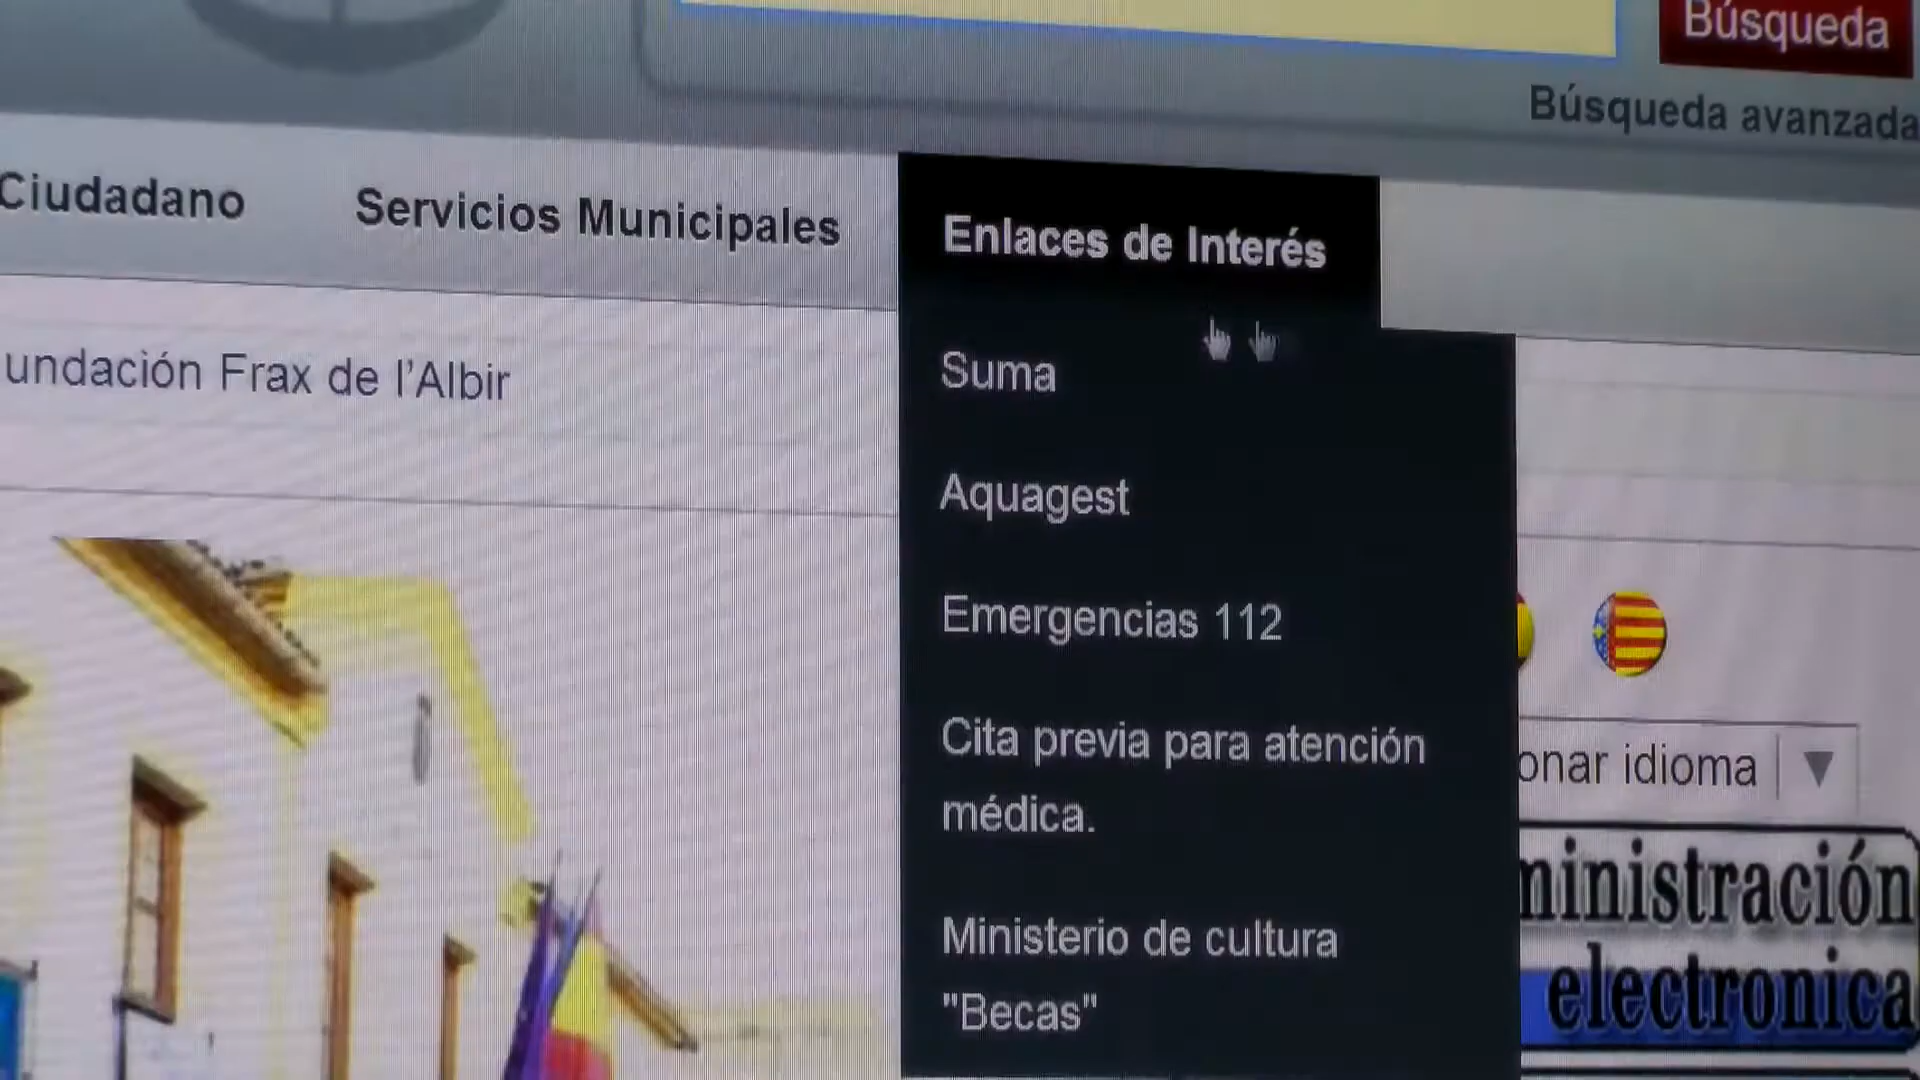 Búsqueda
Búsqueda avanzada
Ciudadano
Servicios Municipales
Enlaces de Interés
undación Frax de l'Albir
Suma
Aquagest
Emergencias 112
Cita previa para atención
médica.
onar idioma
ministración
electronica
Ministerio de cultura
"Becas"